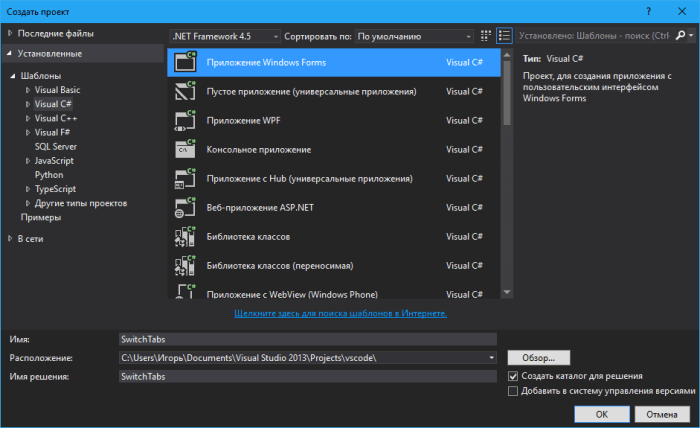 Создать проект
? ×
Последние файлы
Установленные
Шаблоны
Visual Basic
Visual C#
Visual C++
Visual F#
SQL Server
JavaScript
Python
TypeScript
Другие типы проектов
Примеры
В сети
.NET Framework 4.5 Сортировать по: По умолчанию
Установлено: Шаблоны - поиск (Ctrl
Приложение Windows Forms Visual C#
Пустое приложение (универсальные приложения) Visual C#
Приложение WPF Visual C#
Консольное приложение Visual C#
Приложение с Hub (универсальные приложения) Visual C#
Веб-приложение ASP.NET Visual C#
Библиотека классов Visual C#
Библиотека классов (переносимая) Visual C#
Приложение с WebView (Windows Phone) Visual C#
Щелкните здесь для поиска шаблонов в Интернете.
Тип: Visual C#
Проект, для создания приложения с
пользовательским интерфейсом
Windows Forms
Имя: SwitchTabs
Расположение: C:\Users\Игорь\Documents\Visual Studio 2013\Projects\vscode\
Обзор...
Имя решения: SwitchTabs
Создать каталог для решения
Добавить в систему управления версиями
ОК
Отмена